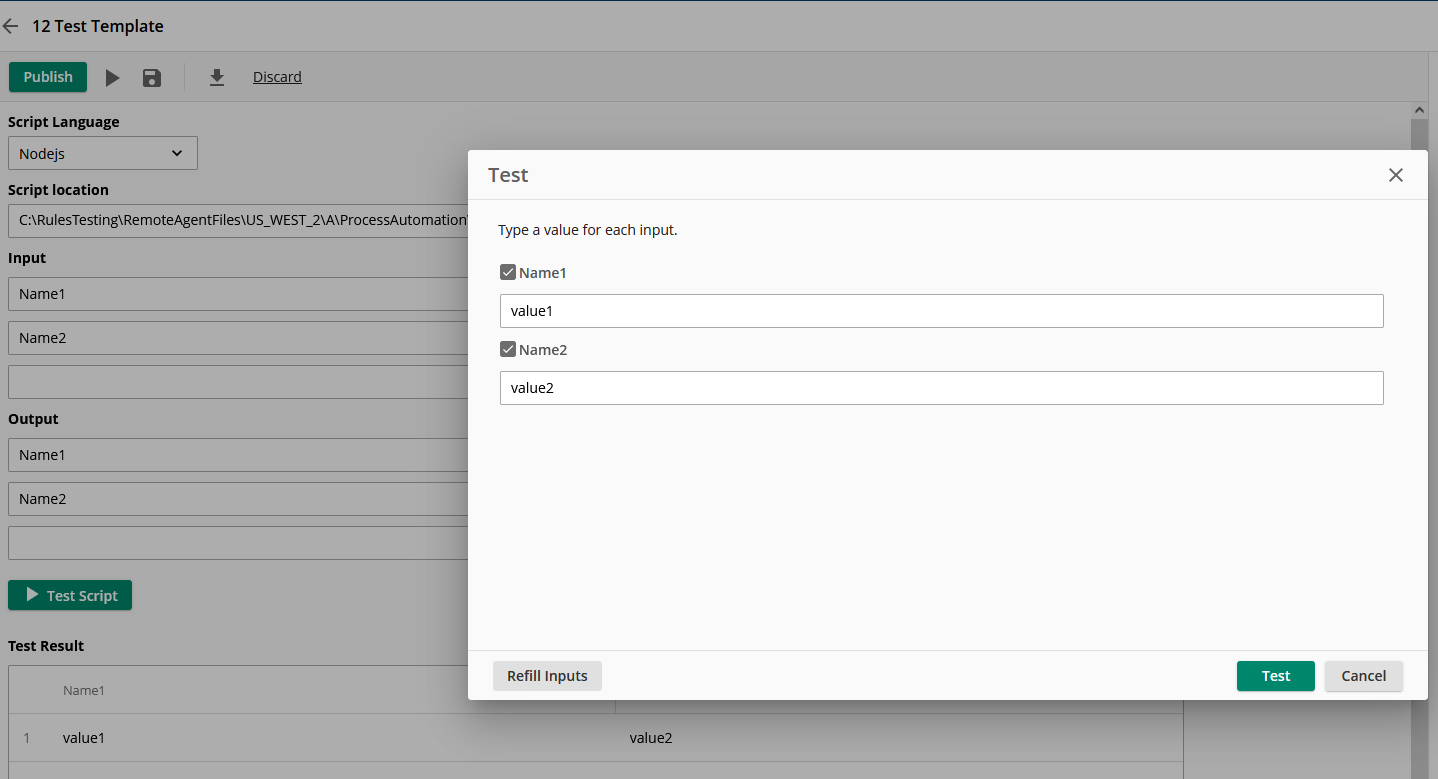 12 Test Template
Publish
Discard
Script Language
Nodejs
Script location
C:\RulesTesting\RemoteAgentFiles\US_WEST_2\A\ProcessAutomation
Input
Name1
Name2
Output
Name1
Name2
Test Script
Test Result
Name1
1 value1 value2
Test
Type a value for each input.
Name1
value1
Name2
value2
Refill Inputs
Test
Cancel